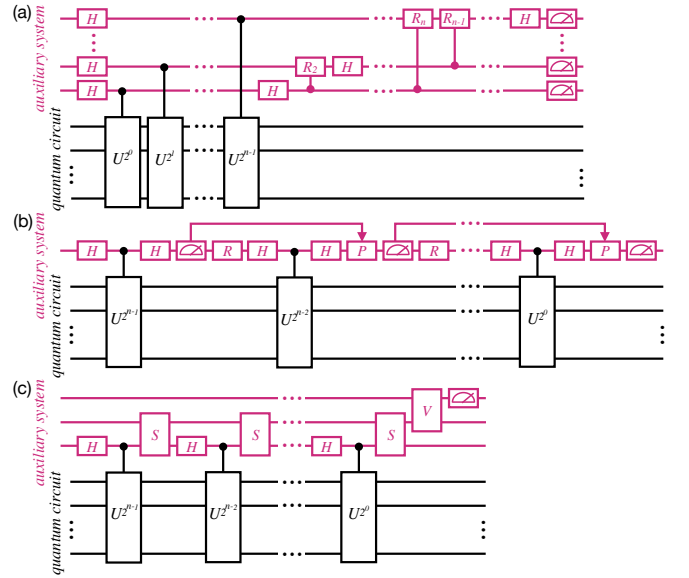 (a)
auxiliary system
quantum circuit
H R_n R_{n-1} H
H R_2 H
H H
U^{2^0} U^{2^1} U^{2^{n-1}}
(b)
auxiliary system
quantum circuit
H H R H H P R H H P
U^{2^{n-1}} U^{2^{n-2}} U^{2^0}
(c)
auxiliary system
quantum circuit
V
S S S
H H H
U^{2^{n-1}} U^{2^{n-2}} U^{2^0}